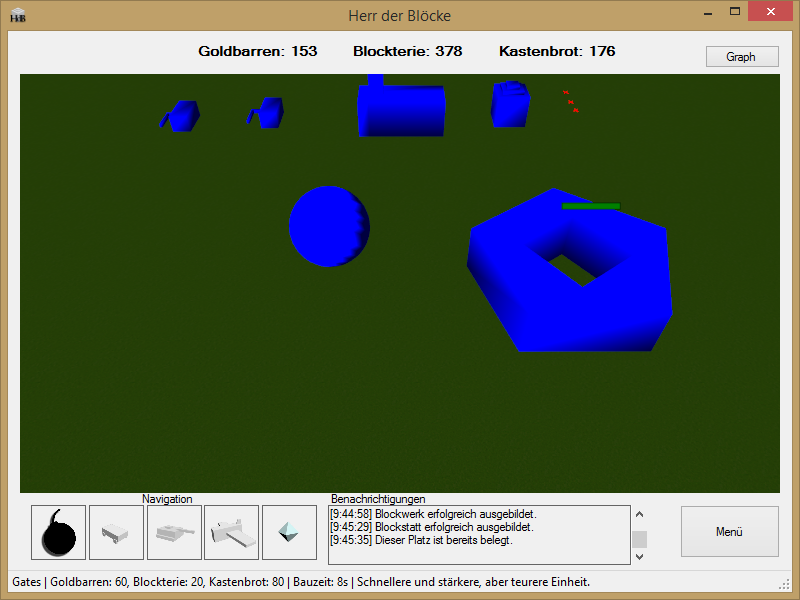 Herr der Blöcke
Goldbarren: 153 Blockterie: 378 Kastenbrot: 176
Graph
Navigation
Benachrichtigungen
[9:44:58] Blockwerk erfolgreich ausgebildet.
[9:45:29] Blockstatt erfolgreich ausgebildet.
[9:45:35] Dieser Platz ist bereits belegt.
Menü
Gates | Goldbarren: 60, Blockterie: 20, Kastenbrot: 80 | Bauzeit: 8s | Schnellere und stärkere, aber teurere Einheit.